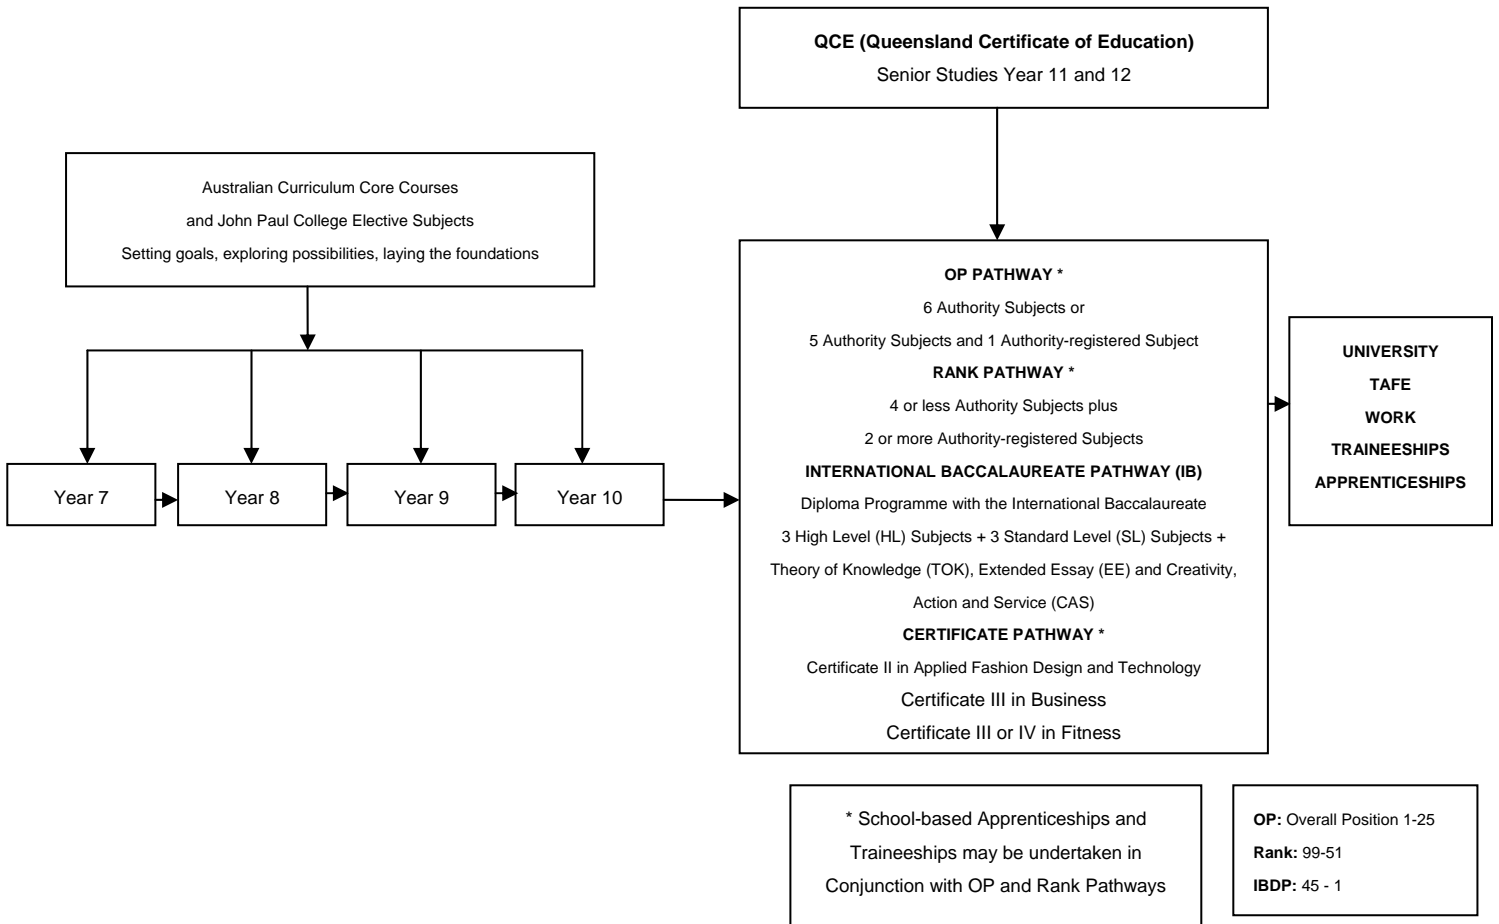 QCE (Queensland Certificate of Education)
Senior Studies Year 11 and 12
Australian Curriculum Core Courses
and John Paul College Elective Subjects
Setting goals, exploring possibilities, laying the foundations
Year 7
Year 8
Year 9
Year 10
OP PATHWAY *
6 Authority Subjects or
5 Authority Subjects and 1 Authority-registered Subject
RANK PATHWAY *
4 or less Authority Subjects plus
2 or more Authority-registered Subjects
INTERNATIONAL BACCALAUREATE PATHWAY (IB)
Diploma Programme with the International Baccalaureate
3 High Level (HL) Subjects + 3 Standard Level (SL) Subjects +
Theory of Knowledge (TOK), Extended Essay (EE) and Creativity,
Action and Service (CAS)
CERTIFICATE PATHWAY *
Certificate II in Applied Fashion Design and Technology
Certificate III in Business
Certificate III or IV in Fitness
UNIVERSITY
TAFE
WORK
TRAINEESHIPS
APPRENTICESHIPS
* School-based Apprenticeships and
Traineeships may be undertaken in
Conjunction with OP and Rank Pathways
OP: Overall Position 1-25
Rank: 99-51
IBDP: 45 - 1